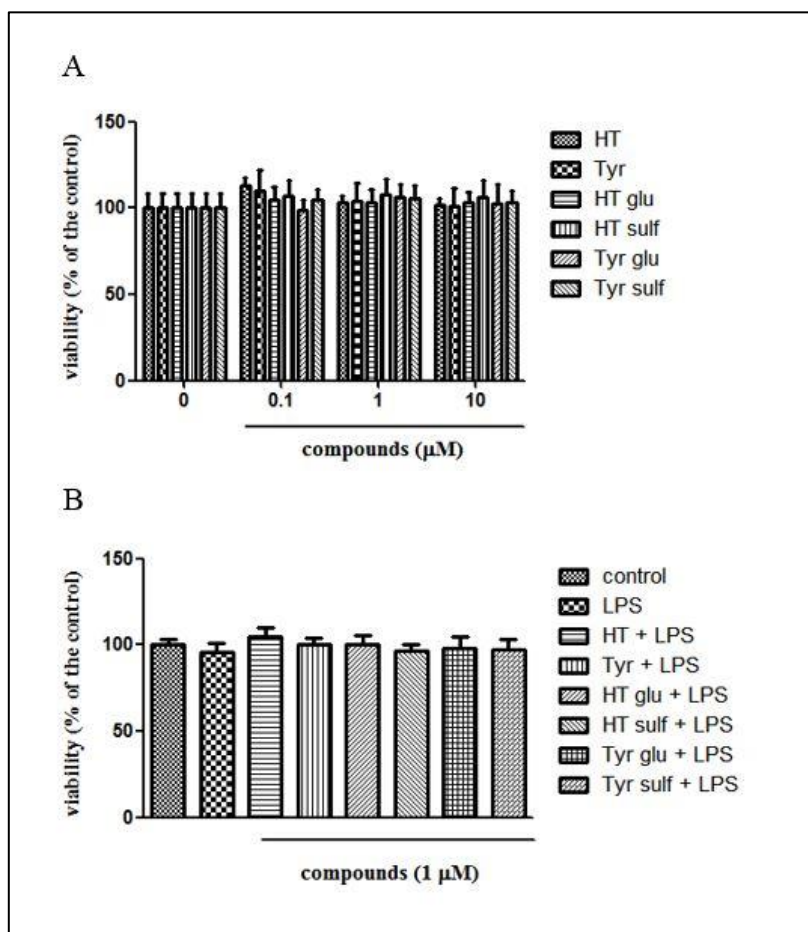 A
viability (% of the control)
150
100
50
0
0 0.1 1 10
compounds (μM)
HT
Tyr
HT glu
HT sulf
Tyr glu
Tyr sulf
B
viability (% of the control)
150
100
50
0
compounds (1 μM)
control
LPS
HT + LPS
Tyr + LPS
HT glu + LPS
HT sulf + LPS
Tyr glu + LPS
Tyr sulf + LPS